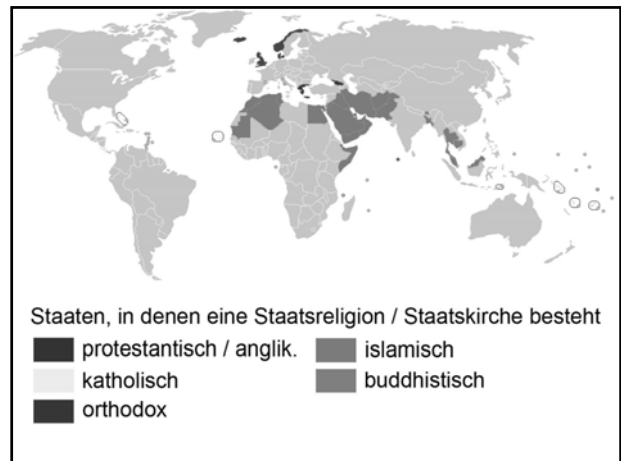 Staaten, in denen eine Staatsreligion / Staatskirche besteht
protestantisch / anglik.
islamisch
katholisch
buddhistisch
orthodox